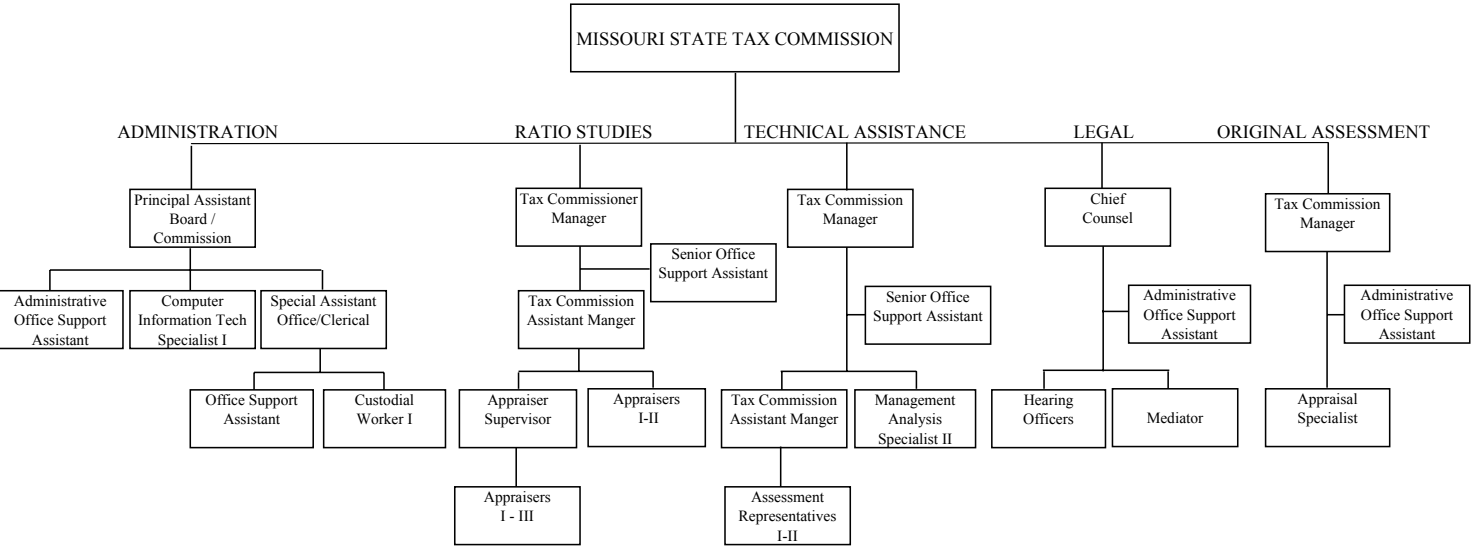 MISSOURI STATE TAX COMMISSION
ADMINISTRATION
RATIO STUDIES
TECHNICAL ASSISTANCE
LEGAL
ORIGINAL ASSESSMENT
Principal Assistant
Board /
Commission
Tax Commissioner
Manager
Tax Commission
Manager
Chief
Counsel
Tax Commission
Manager
Senior Office
Support Assistant
Administrative
Office Support
Assistant
Computer
Information Tech
Specialist I
Special Assistant
Office/Clerical
Tax Commission
Assistant Manger
Senior Office
Support Assistant
Administrative
Office Support
Assistant
Administrative
Office Support
Assistant
Office Support
Assistant
Custodial
Worker I
Appraiser
Supervisor
Appraisers
I-II
Tax Commission
Assistant Manger
Management
Analysis
Specialist II
Hearing
Officers
Mediator
Appraisal
Specialist
Appraisers
I - III
Assessment
Representatives
I-II